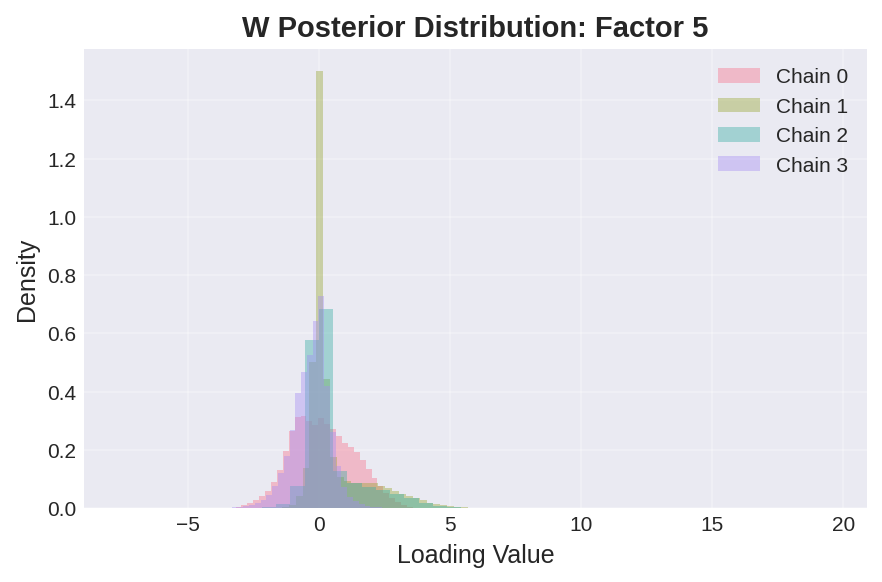 W Posterior Distribution: Factor 5
Chain 0
Chain 1
Chain 2
Chain 3
Density
1.4
1.2
1.0
0.8
0.6
0.4
0.2
0.0
−5 0 5 10 15 20
Loading Value